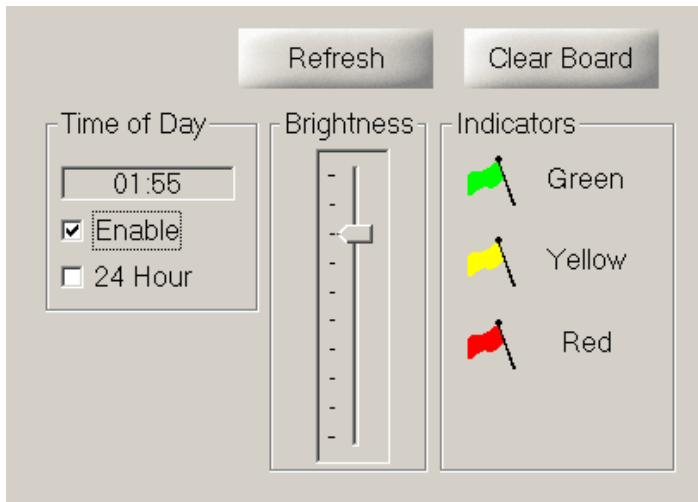 Refresh
Clear Board
Time of Day
01:55
Enable
24 Hour
Brightness
Indicators
Green
Yellow
Red